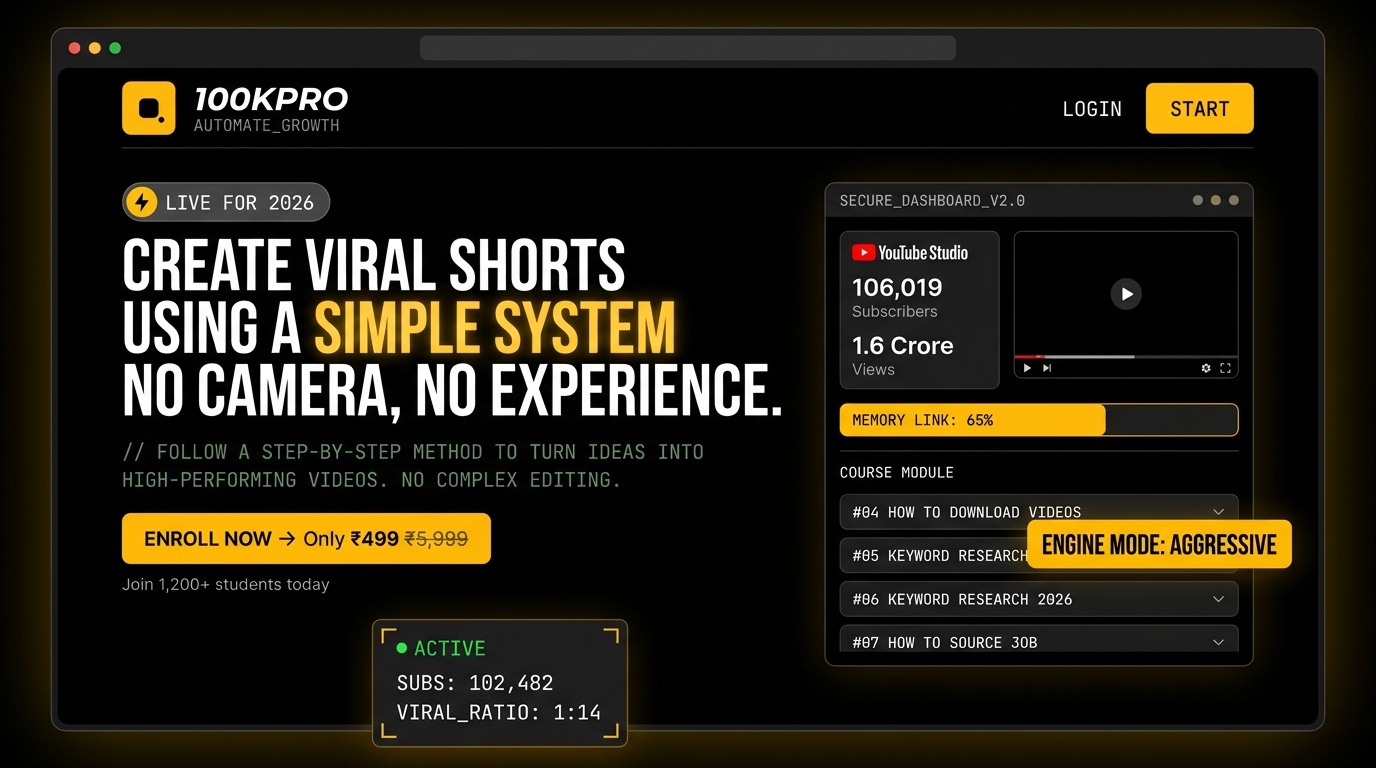 100KPRO
AUTOMATE_GROWTH
LOGIN
START
LIVE FOR 2026
CREATE VIRAL SHORTS
USING A SIMPLE SYSTEM
NO CAMERA, NO EXPERIENCE.
// FOLLOW A STEP-BY-STEP METHOD TO TURN IDEAS INTO
HIGH-PERFORMING VIDEOS. NO COMPLEX EDITING.
ENROLL NOW → Only ₹499 ₹5,999
Join 1,200+ students today
ACTIVE
SUBS: 102,482
VIRAL_RATIO: 1:14
SECURE_DASHBOARD_V2.0
YouTube Studio
106,019
Subscribers
1.6 Crore
Views
MEMORY LINK: 65%
COURSE MODULE
#04 HOW TO DOWNLOAD VIDEOS
#05 KEYWORD RESEARCH
ENGINE MODE: AGGRESSIVE
#06 KEYWORD RESEARCH 2026
#07 HOW TO SOURCE 3OB